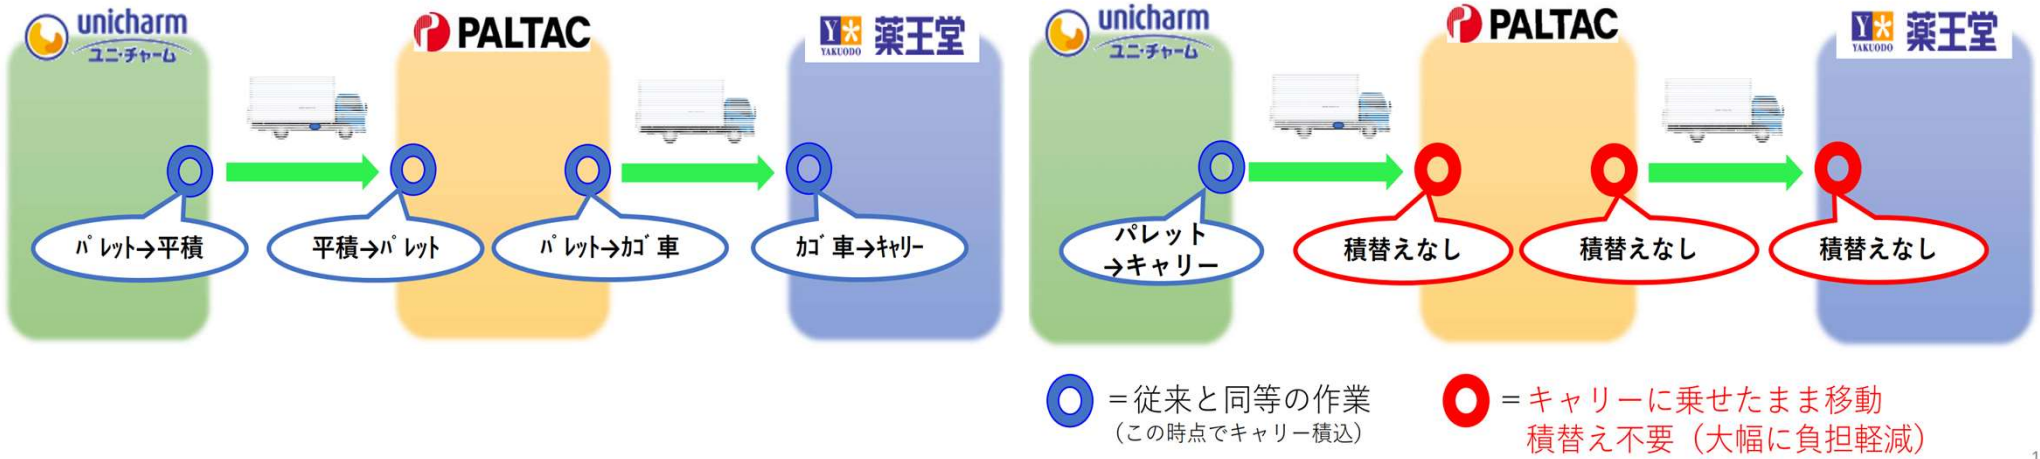 unicharm
ユニ・チャーム
PALTAC
YAKUODO
薬王堂
パレット→平積
平積→パレット
パレット→カゴ車
カゴ車→キャリー
unicharm
ユニ・チャーム
PALTAC
YAKUODO
薬王堂
パレット
→キャリー
積替えなし
積替えなし
積替えなし
=従来と同等の作業
(この時点でキャリー積込)
=キャリーに乗せたまま移動
積替え不要(大幅に負担軽減)